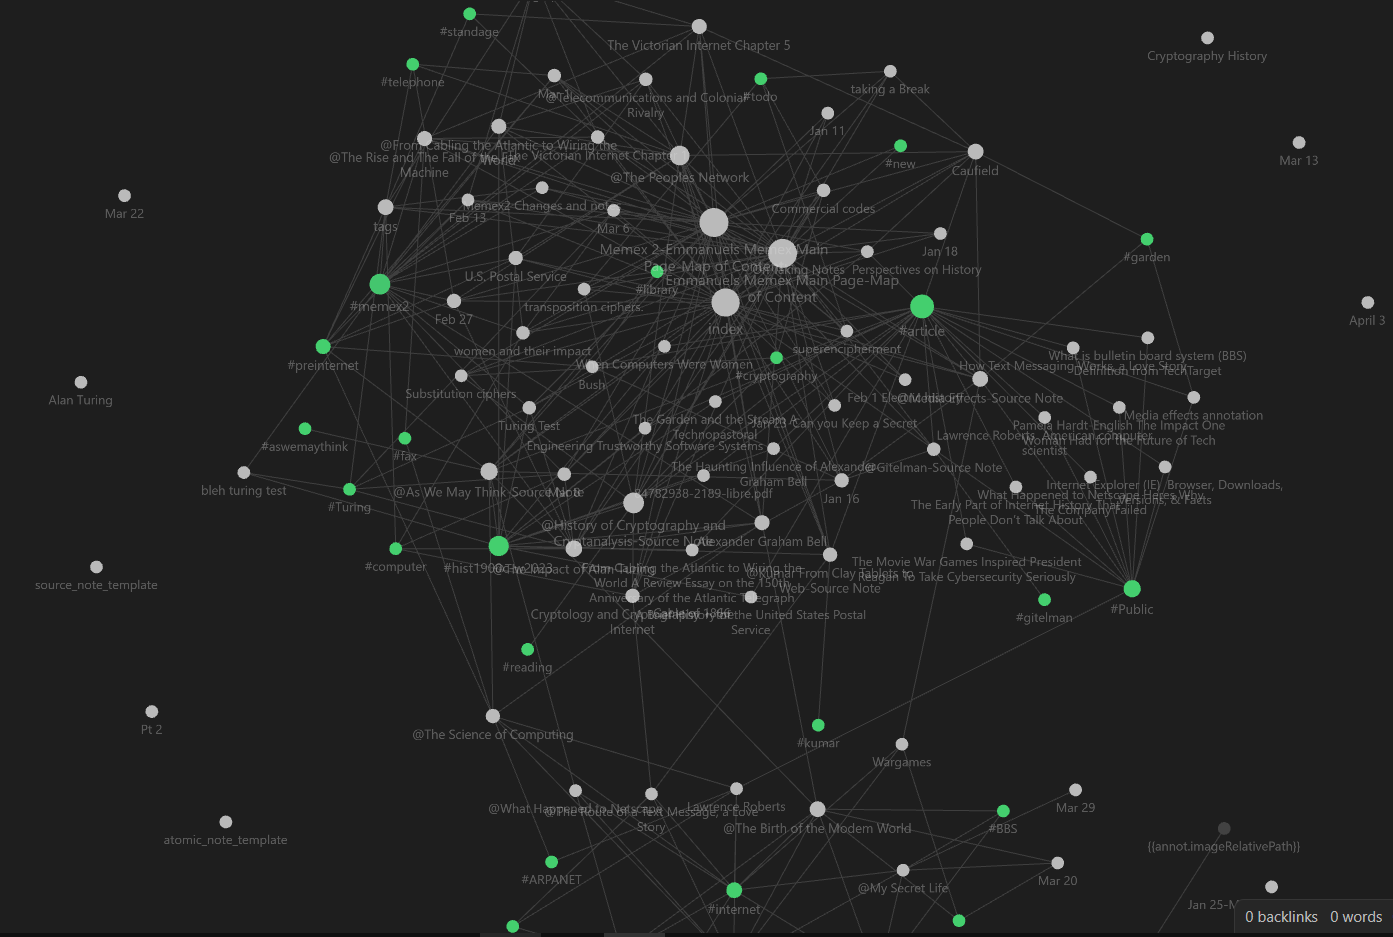 #standage
The Victorian Internet Chapter 5
Cryptography History
#telephone
Mar 1
@Telecommunications and Colonial
Rivalry
#todo
taking a Break
Jan 11
@From Cabling the Atlantic to Wiring the
World
@The Rise and The Fall of the
Machine
The Victorian Internet Chapter
@The Peoples Network
#new
Caufield
Mar 13
Mar 22
tags
Feb 13
Memex2 Changes and
Mar 6
Commercial codes
Jan 18
#garden
Memex 2-Emmanuels Memex Main
Page-Map of Content
Taking Notes
Perspectives on History
U.S. Postal Service
#library
Emmanuels Memex Main Page-Map
of Content
#memex2
transposition ciphers.
Feb 27
index
#article
April 3
women and their impact
superencipherment
#preinternet
When Computers Were Women
#cryptography
What is bulletin board system (BBS)
Definition from TechTarget
How Text Messaging Works, a Love Story
Bush
Substitution ciphers
Alan Turing
Feb 1
@Media Effects-Source Note
Media effects annotation
The Garden and the Stream A
Technopastoral
Jan 23
Can you Keep a Secret
Turing Test
Pamela Hardt-English The Impact One
Woman Had for the Future of Tech
Lawrence Roberts, American computer
scientist
#aswemaythink
#fax
Engineering Trustworthy Software Systems
The Haunting Influence of Alexander
Graham Bell
@Gitelman-Source Note
bleh turing test
@As We May Think-Source Note
Mar 8
84782938-2189-libre.pdf
Jan 16
Internet Explorer (IE) Browser, Downloads,
Versions, & Facts
What Happened to Netscape Heres Why
The Company Failed
#Turing
The Early Part of Internet History That
People Don't Talk About
@History of Cryptography and
Cryptanalysis-Source Note
Alexander Graham Bell
#computer
@The Impact of Alan Turing
From Cabling the Atlantic to Wiring the
World A Review Essay on the 150th
Anniversary of the Atlantic Telegraph
Cable of 1866
@Kumar From Clay Tablets to
Web-Source Note
The Movie War Games Inspired President
Reagan To Take Cybersecurity Seriously
source_note_template
Cryptology and
Internet
the United States Postal
Service
#gitelman
#Public
#reading
Pt 2
@The Science of Computing
#kumar
Wargames
@What Happened to Netscape
@The Route of a Text Message, a Love
Story
Lawrence Roberts
@The Birth of the Modem World
#BBS
Mar 29
atomic_note_template
{{annot.imageRelativePath}}
#ARPANET
@My Secret Life
Mar 20
#internet
Jan 25-M
0 backlinks 0 words